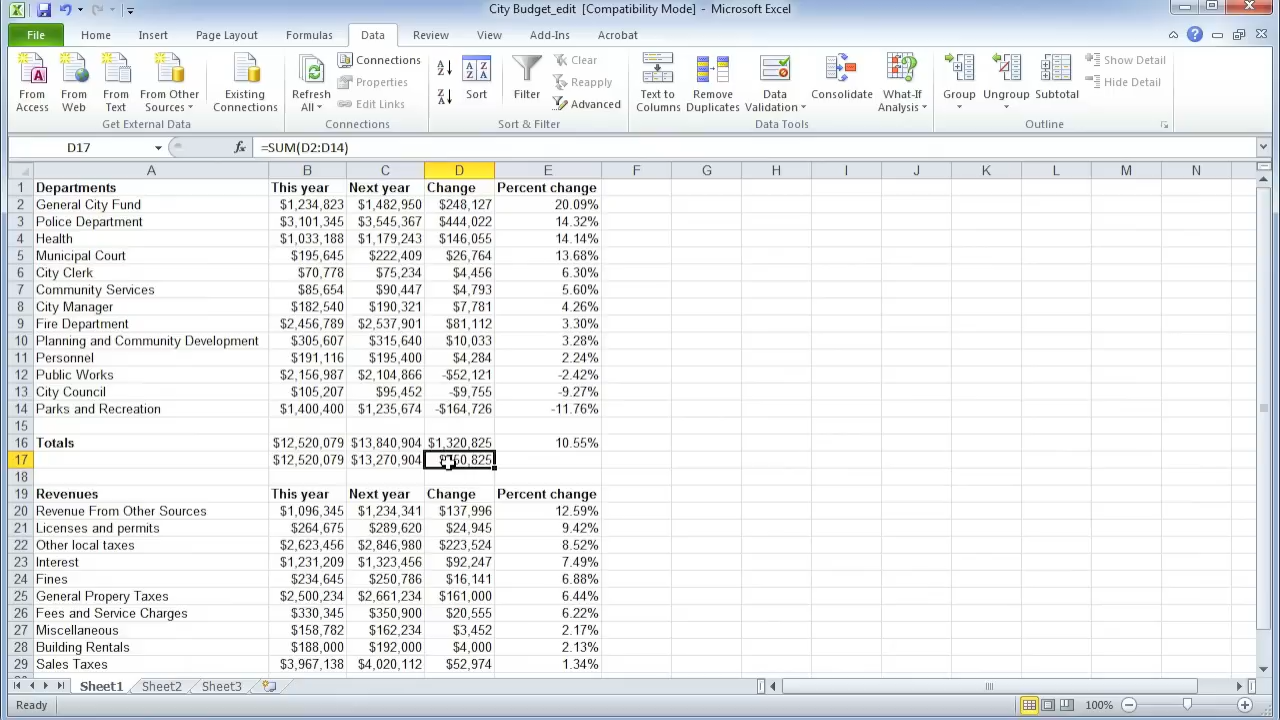 City Budget_edit [Compatibility Mode] - Microsoft Excel
File Home Insert Page Layout Formulas Data Review View Add-Ins Acrobat
From Access
From Web
From Text
From Other Sources
Existing Connections
Get External Data
Refresh All
Connections
Properties
Edit Links
Connections
Sort
Filter
Clear
Reapply
Advanced
Sort & Filter
Text to Columns
Remove Duplicates
Data Validation
Consolidate
What-If Analysis
Data Tools
Group
Ungroup
Subtotal
Show Detail
Hide Detail
Outline
D17 fx =SUM(D2:D14)
A B C D E F G H I J K L M N
1 Departments This year Next year Change Percent change
2 General City Fund $1,234,823 $1,482,950 $248,127 20.09%
3 Police Department $3,101,345 $3,545,367 $444,022 14.32%
4 Health $1,033,188 $1,179,243 $146,055 14.14%
5 Municipal Court $195,645 $222,409 $26,764 13.68%
6 City Clerk $70,778 $75,234 $4,456 6.30%
7 Community Services $85,654 $90,447 $4,793 5.60%
8 City Manager $182,540 $190,321 $7,781 4.26%
9 Fire Department $2,456,789 $2,537,901 $81,112 3.30%
10 Planning and Community Development $305,607 $315,640 $10,033 3.28%
11 Personnel $191,116 $195,400 $4,284 2.24%
12 Public Works $2,156,987 $2,104,866 -$52,121 -2.42%
13 City Council $105,207 $95,452 -$9,755 -9.27%
14 Parks and Recreation $1,400,400 $1,235,674 -$164,726 -11.76%
15
16 Totals $12,520,079 $13,840,904 $1,320,825 10.55%
17 $12,520,079 $13,270,904
18
19 Revenues This year Next year Change Percent change
20 Revenue From Other Sources $1,096,345 $1,234,341 $137,996 12.59%
21 Licenses and permits $264,675 $289,620 $24,945 9.42%
22 Other local taxes $2,623,456 $2,846,980 $223,524 8.52%
23 Interest $1,231,209 $1,323,456 $92,247 7.49%
24 Fines $234,645 $250,786 $16,141 6.88%
25 General Propery Taxes $2,500,234 $2,661,234 $161,000 6.44%
26 Fees and Service Charges $330,345 $350,900 $20,555 6.22%
27 Miscellaneous $158,782 $162,234 $3,452 2.17%
28 Building Rentals $188,000 $192,000 $4,000 2.13%
29 Sales Taxes $3,967,138 $4,020,112 $52,974 1.34%
Sheet1 Sheet2 Sheet3
Ready 100%